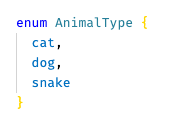 enum AnimalType {
  cat,
  dog,
  snake
}